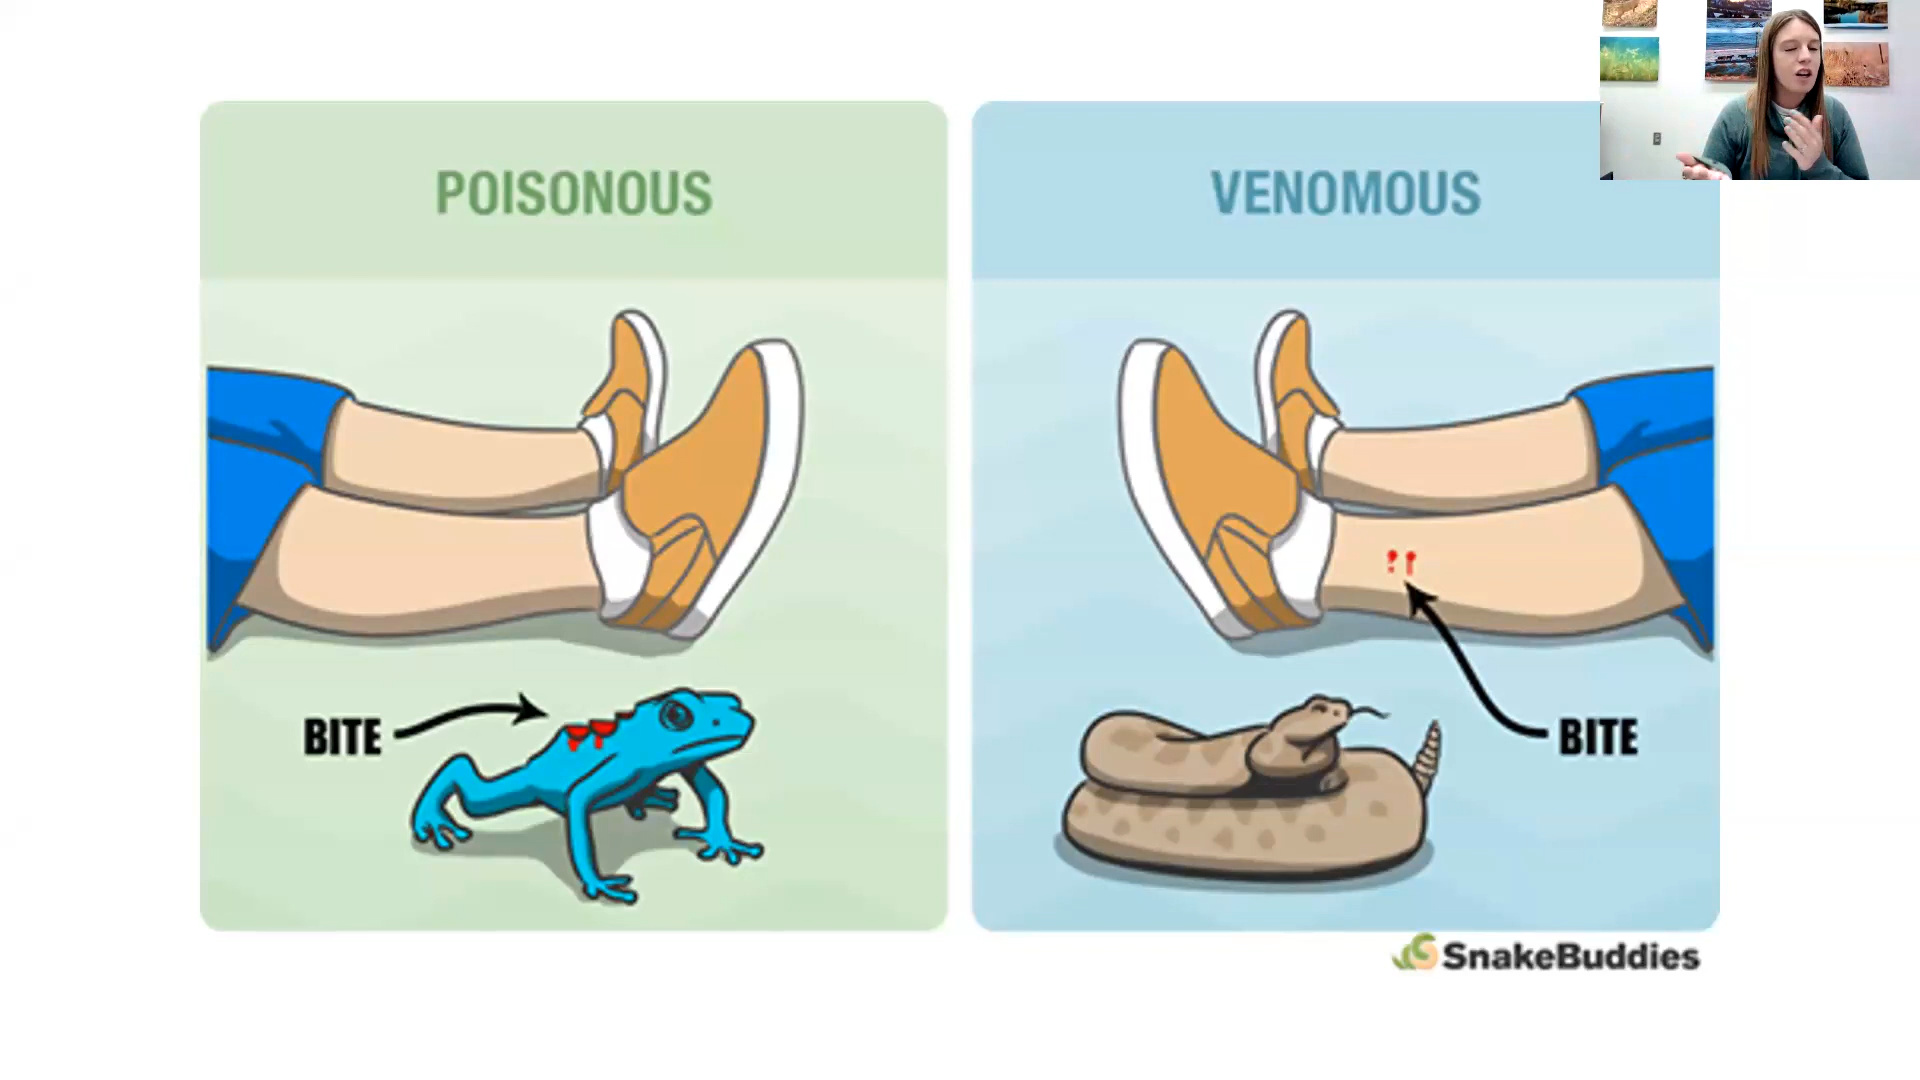 POISONOUS
BITE
VENOMOUS
BITE
SnakeBuddies